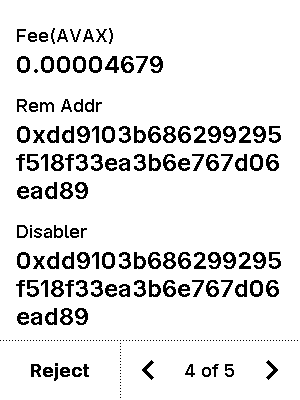 Fee(AVAX)
0.00004679
Rem Addr
0xdd9103b686299295
f518f33ea3b6e767d06
ead89
Disabler
0xdd9103b686299295
f518f33ea3b6e767d06
ead89
Reject
4 of 5